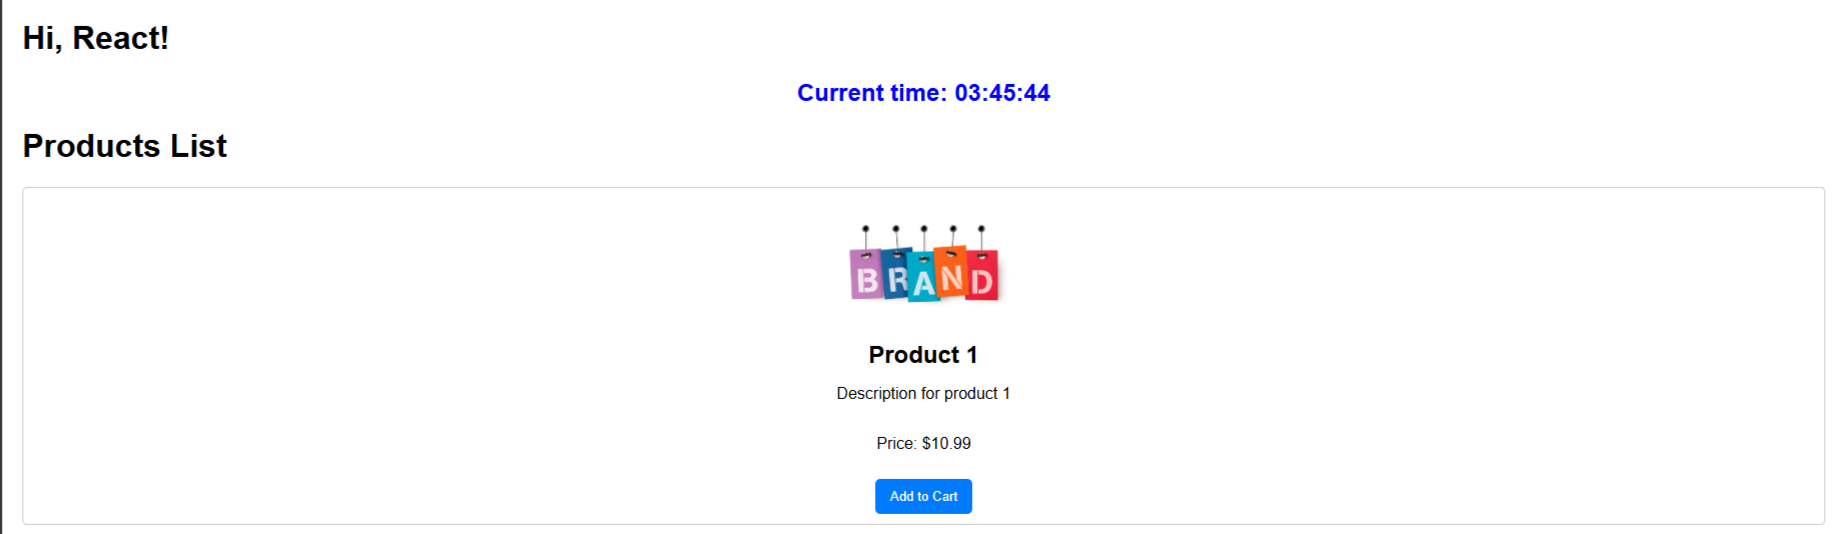 Hi, React!
Current time: 03:45:44
Products List
BRAND
Product 1
Description for product 1
Price: $10.99
Add to Cart